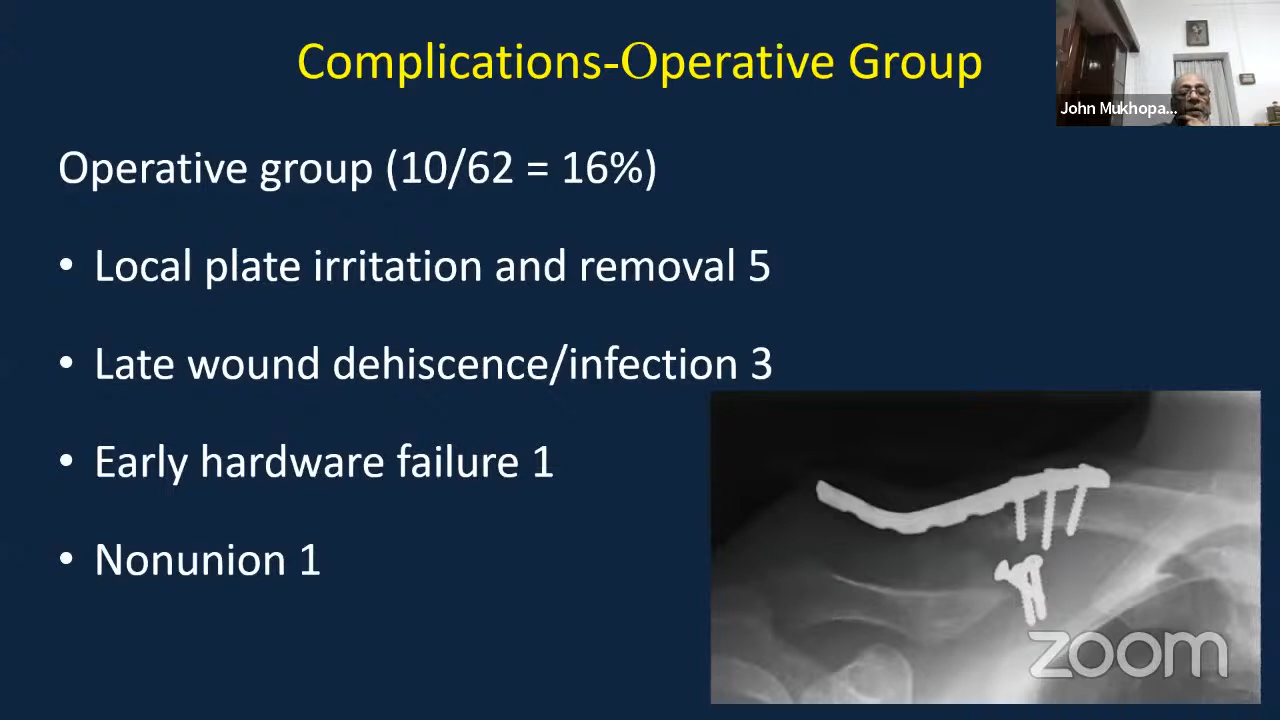 Complications-Operative Group
John Mukhopa...
Operative group (10/62 = 16%)
• Local plate irritation and removal 5
• Late wound dehiscence/infection 3
• Early hardware failure 1
• Nonunion 1
zoom